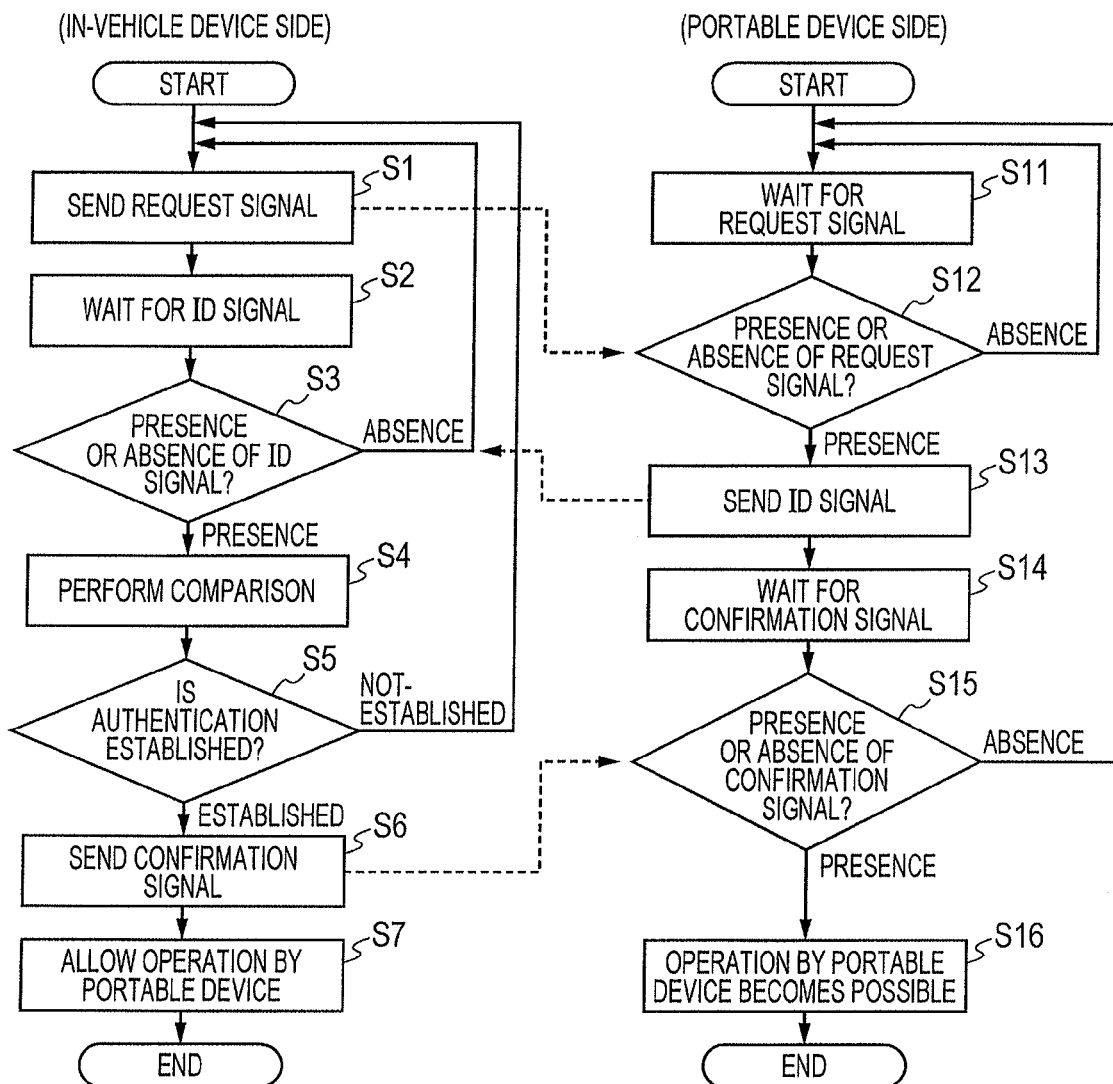 (IN-VEHICLE DEVICE SIDE)
START
S1
SEND REQUEST SIGNAL
S2
WAIT FOR ID SIGNAL
S3
PRESENCE
OR ABSENCE OF ID
SIGNAL?
ABSENCE
PRESENCE
S4
PERFORM COMPARISON
S5
IS
AUTHENTICATION
ESTABLISHED?
NOT-
ESTABLISHED
ESTABLISHED
S6
SEND CONFIRMATION
SIGNAL
S7
ALLOW OPERATION BY
PORTABLE DEVICE
END
(PORTABLE DEVICE SIDE)
START
S11
WAIT FOR
REQUEST SIGNAL
S12
PRESENCE OR
ABSENCE OF REQUEST
SIGNAL?
ABSENCE
PRESENCE
S13
SEND ID SIGNAL
S14
WAIT FOR
CONFIRMATION SIGNAL
S15
PRESENCE
OR ABSENCE OF
CONFIRMATION
SIGNAL?
ABSENCE
PRESENCE
S16
OPERATION BY PORTABLE
DEVICE BECOMES POSSIBLE
END